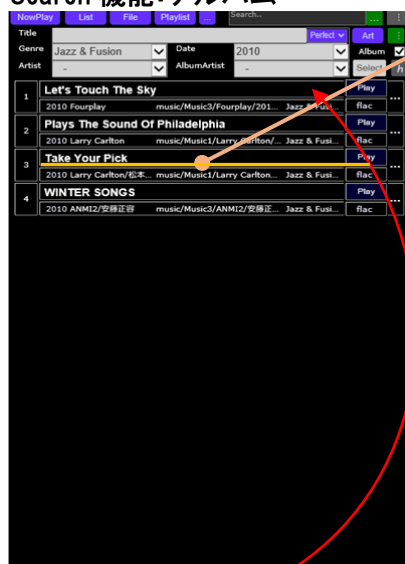 Search 機能:アルバム
NowPlay List File Playlist ... Search... ... ⋮
Title Perfect Art ⋮
Genre Jazz & Fusion Date 2010 Album
Artist - AlbumArtist - Select h
1 Let's Touch The Sky Play ...
2010 Fourplay music/Music3/Fourplay/201... Jazz & Fusi... flac
2 Plays The Sound Of Philadelphia Play ...
2010 Larry Carlton music/Music1/Larry Carlton/... Jazz & Fusi... flac
3 Take Your Pick Play ...
2010 Larry Carlton/松本... music/Music1/Larry Carlton... Jazz & Fusi... flac
4 WINTER SONGS Play ...
2010 ANMI2/安藤正容 music/Music3/ANMI2/安藤正... Jazz & Fusi... flac